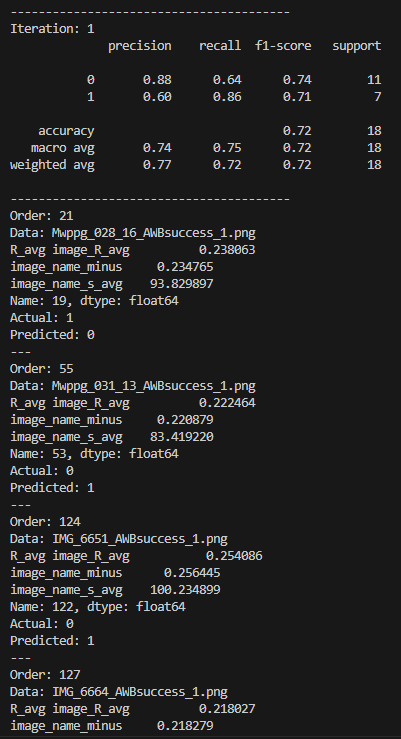 ----------------------------------------
Iteration: 1
              precision    recall  f1-score   support

           0       0.88      0.64      0.74        11
           1       0.60      0.86      0.71         7

    accuracy                           0.72        18
   macro avg       0.74      0.75      0.72        18
weighted avg       0.77      0.72      0.72        18

----------------------------------------
Order: 21
Data: Mwppg_028_16_AWBsuccess_1.png
R_avg image_R_avg          0.238063
image_name_minus     0.234765
image_name_s_avg    93.829897
Name: 19, dtype: float64
Actual: 1
Predicted: 0
---
Order: 55
Data: Mwppg_031_13_AWBsuccess_1.png
R_avg image_R_avg          0.222464
image_name_minus     0.220879
image_name_s_avg    83.419220
Name: 53, dtype: float64
Actual: 0
Predicted: 1
---
Order: 124
Data: IMG_6651_AWBsuccess_1.png
R_avg image_R_avg           0.254086
image_name_minus      0.256445
image_name_s_avg    100.234899
Name: 122, dtype: float64
Actual: 0
Predicted: 1
---
Order: 127
Data: IMG_6664_AWBsuccess_1.png
R_avg image_R_avg          0.218027
image_name_minus     0.218279